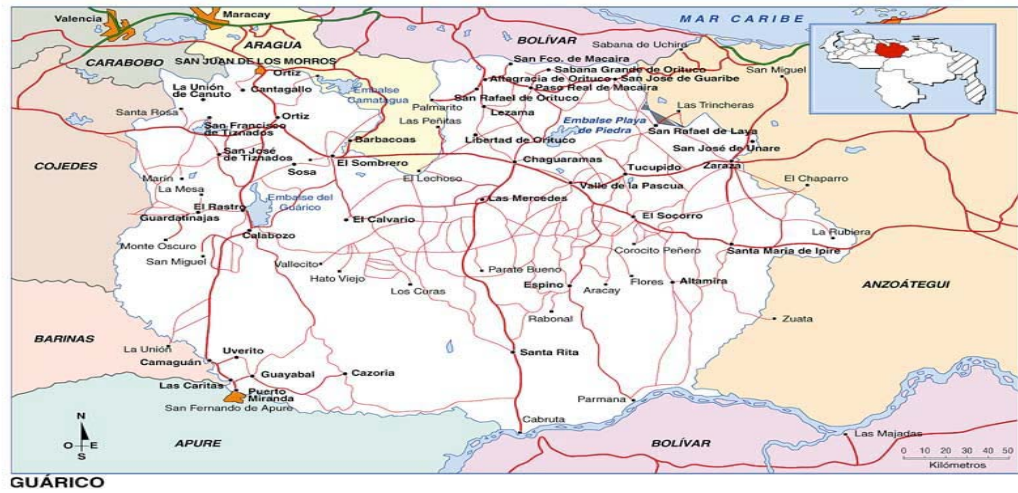 Valencia
Maracay
MAR CARIBE
ARAGUA
BOLÍVAR
CARABOBO
Sabana de Uchire
SAN JUAN DE LOS MORROS
San Fco. de Macaira
Ortiz
Sabana Grande de Orituco
San Miguel
Altagracia de Orituco
San José de Guaribe
La Unión
de Canuto
Cantagallo
Embalse
Camatagua
Paso Real de Macaira
San Rafael de Orituco
Palmarito
Lezama
Las Trincheras
Santa Rosa
Ortiz
Las Peñitas
Embalse Playa
de Piedra
San Francisco
de Tiznados
San Rafael de Laya
Barbacoas
Libertad de Orituco
San José de Unare
San José
de Tiznados
El Sombrero
Chaguaramas
Zaraza
COJEDES
Sosa
Tucupido
Marín
El Lechoso
Valle de la Pascua
El Chaparro
La Mesa
Embalse del
Guárico
Las Mercedes
El Rastro
Guardatinajas
El Calvario
El Socorro
Calabozo
La Rubiera
Monte Oscuro
Corocito Peñero
Santa María de Ipire
San Miguel
Vallecito
Hato Viejo
Parate Bueno
Los Curas
Espino
Aracay
Flores
Altamira
ANZOÁTEGUI
Rabonal
Zuata
BARINAS
La Unión
Uverito
Santa Rita
Camaguán
Guayabal
Cazoria
Las Caritas
Puerto
Miranda
San Fernando de Apure
Parmana
N
O E
S
Cabruta
APURE
BOLÍVAR
Las Majadas
0 10 20 30 40 50
Kilómetros
GUÁRICO